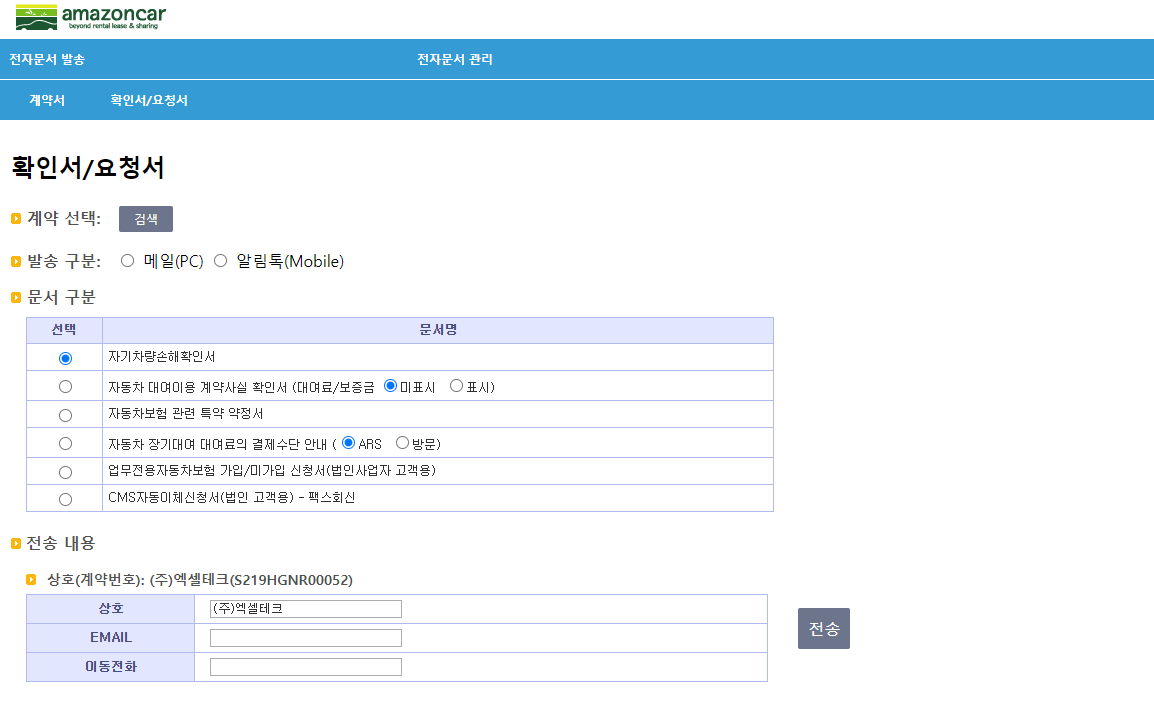 amazoncar
beyond rental lease & sharing
전자문서 발송 전자문서 관리
계약서 확인서/요청서
확인서/요청서
계약 선택: 검색
발송 구분: 메일(PC) 알림톡(Mobile)
문서 구분
선택 문서명
자기차량손해확인서
자동차 대여이용 계약사실 확인서 (대여료/보증금 미표시 표시)
자동차보험 관련 특약 약정서
자동차 장기대여 대여료의 결제수단 안내 ( ARS 방문)
업무전용자동차보험 가입/미가입 신청서(법인사업자 고객용)
CMS자동이체신청서(법인 고객용) - 팩스회신
전송 내용
상호(계약번호): (주)엑셀테크(S219HGNR00052)
상호 (주)엑셀테크
EMAIL
이동전화
전송